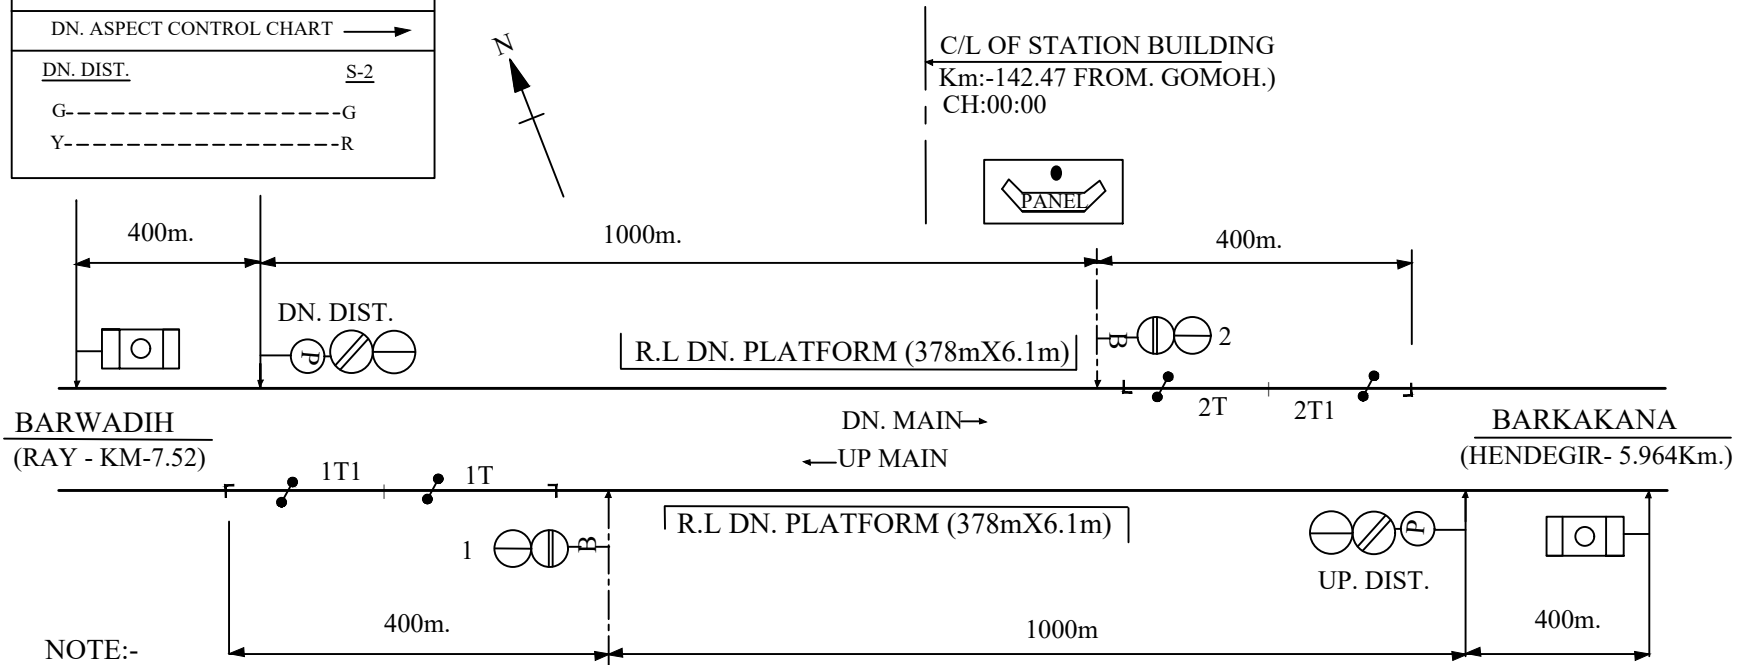 DN. ASPECT CONTROL CHART
DN. DIST. S-2
G G
Y R
N
C/L OF STATION BUILDING
Km:-142.47 FROM. GOMOH.)
CH:00:00
PANEL
400m. 1000m. 400m.
DN. DIST.
P
R.L DN. PLATFORM (378mX6.1m)
B 2
2T 2T1
BARWADIH
(RAY - KM-7.52)
DN. MAIN
UP MAIN
BARKAKANA
(HENDEGIR- 5.964Km.)
1T1 1T
R.L DN. PLATFORM (378mX6.1m)
1 B
P
UP. DIST.
400m. 1000m 400m.
NOTE:-